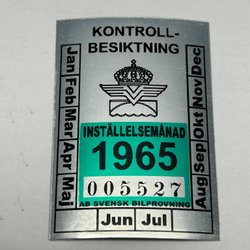 KONTROLL-
BESIKTNING
Jan Feb Mar Apr Maj
INSTÄLLELSEMÅNAD
1965
005527
AB SVENSK BILPROVNING
Jun Jul
Aug Sep Okt Nov Dec